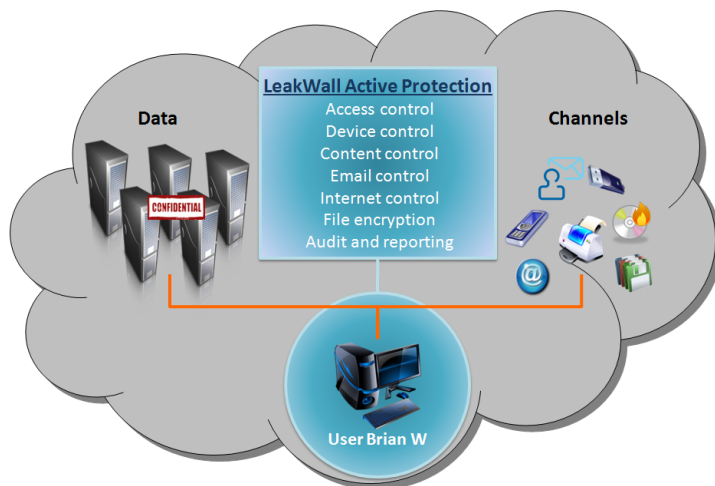 LeakWall Active Protection
Access control
Device control
Content control
Email control
Internet control
File encryption
Audit and reporting
Data
CONFIDENTIAL
Channels
@
User Brian W